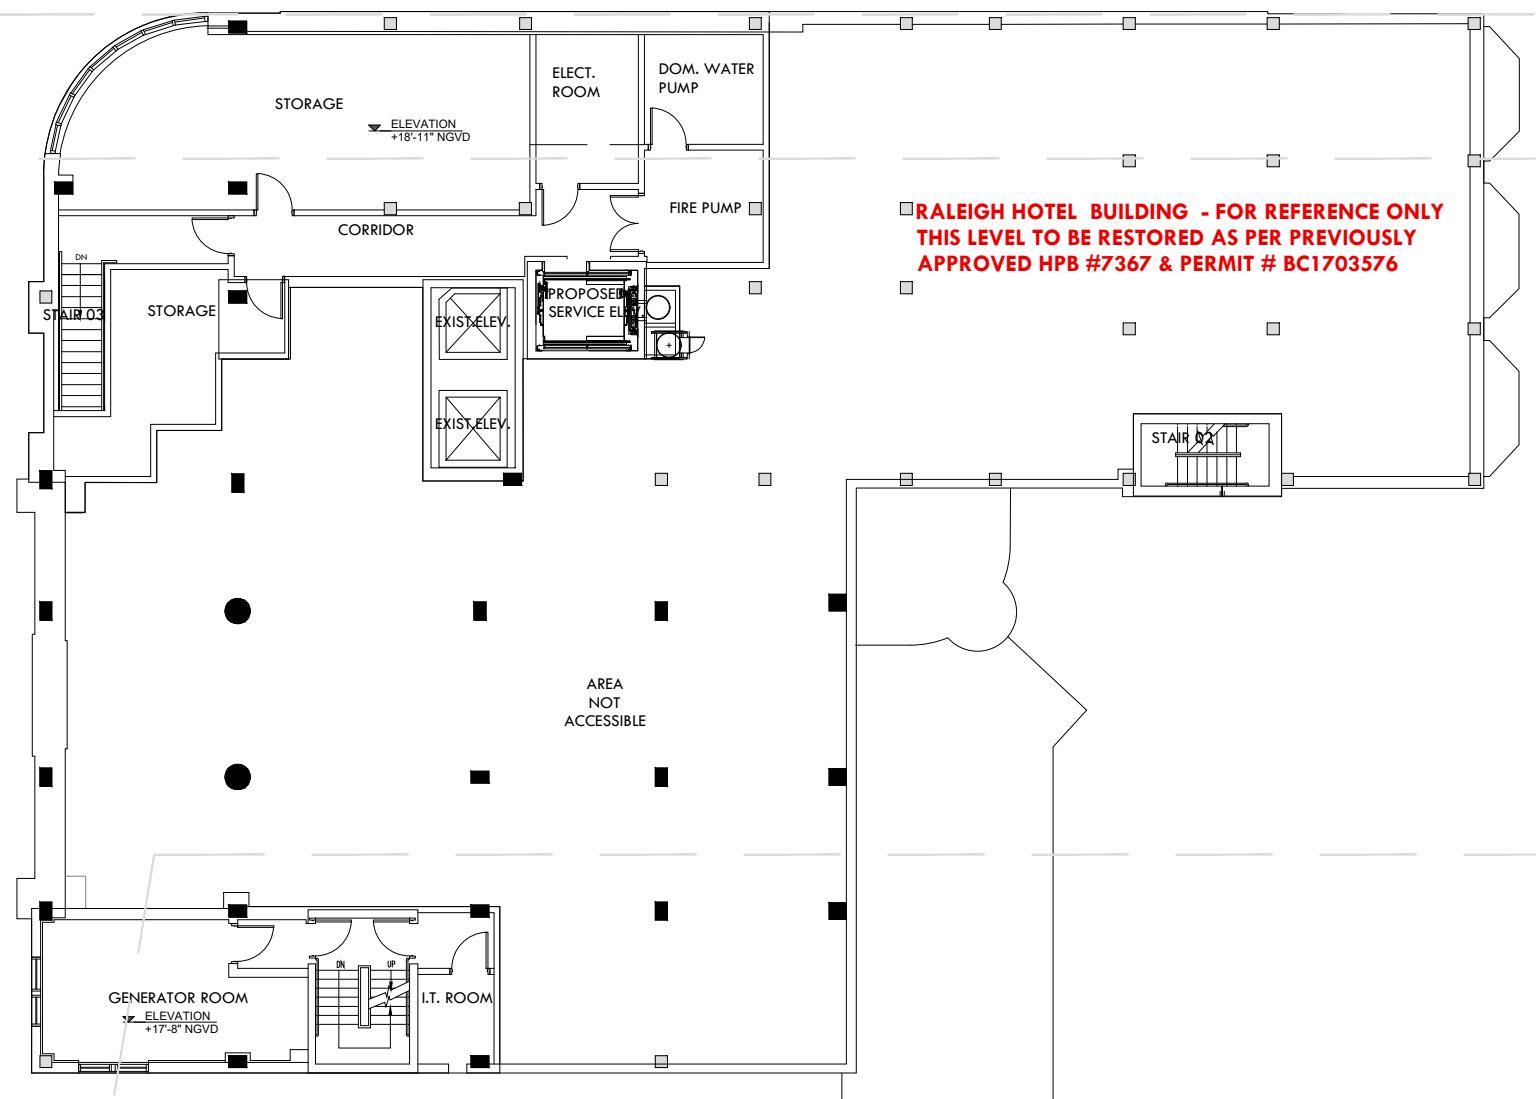 ELECT.
ROOM
DOM. WATER
PUMP
STORAGE
ELEVATION
+18'-11" NGVD
FIRE PUMP
RALEIGH HOTEL BUILDING - FOR REFERENCE ONLY
THIS LEVEL TO BE RESTORED AS PER PREVIOUSLY
APPROVED HPB #7367 & PERMIT # BC1703576
CORRIDOR
DN
STAIR 03
STORAGE
EXIST.ELEV.
PROPOSED
SERVICE
EXIST.ELEV.
STAIR 02
AREA
NOT
ACCESSIBLE
DN
UP
GENERATOR ROOM
ELEVATION
+17'-8" NGVD
I.T. ROOM